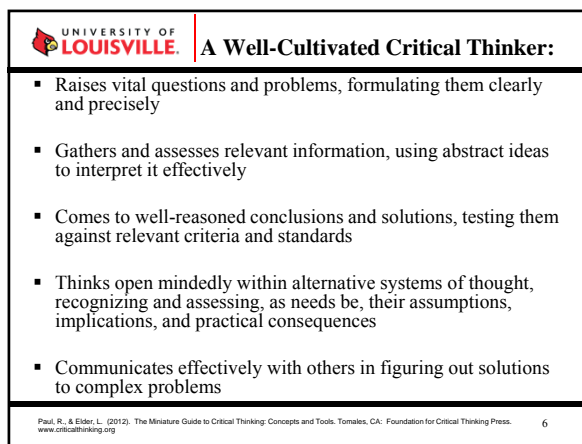 UNIVERSITY OF
LOUISVILLE.
A Well-Cultivated Critical Thinker:
▪ Raises vital questions and problems, formulating them clearly
and precisely
▪ Gathers and assesses relevant information, using abstract ideas
to interpret it effectively
▪ Comes to well-reasoned conclusions and solutions, testing them
against relevant criteria and standards
▪ Thinks open mindedly within alternative systems of thought,
recognizing and assessing, as needs be, their assumptions,
implications, and practical consequences
▪ Communicates effectively with others in figuring out solutions
to complex problems
Paul, R., & Elder, L. (2012). The Miniature Guide to Critical Thinking: Concepts and Tools. Tomales, CA: Foundation for Critical Thinking Press.
www.criticalthinking.org
6